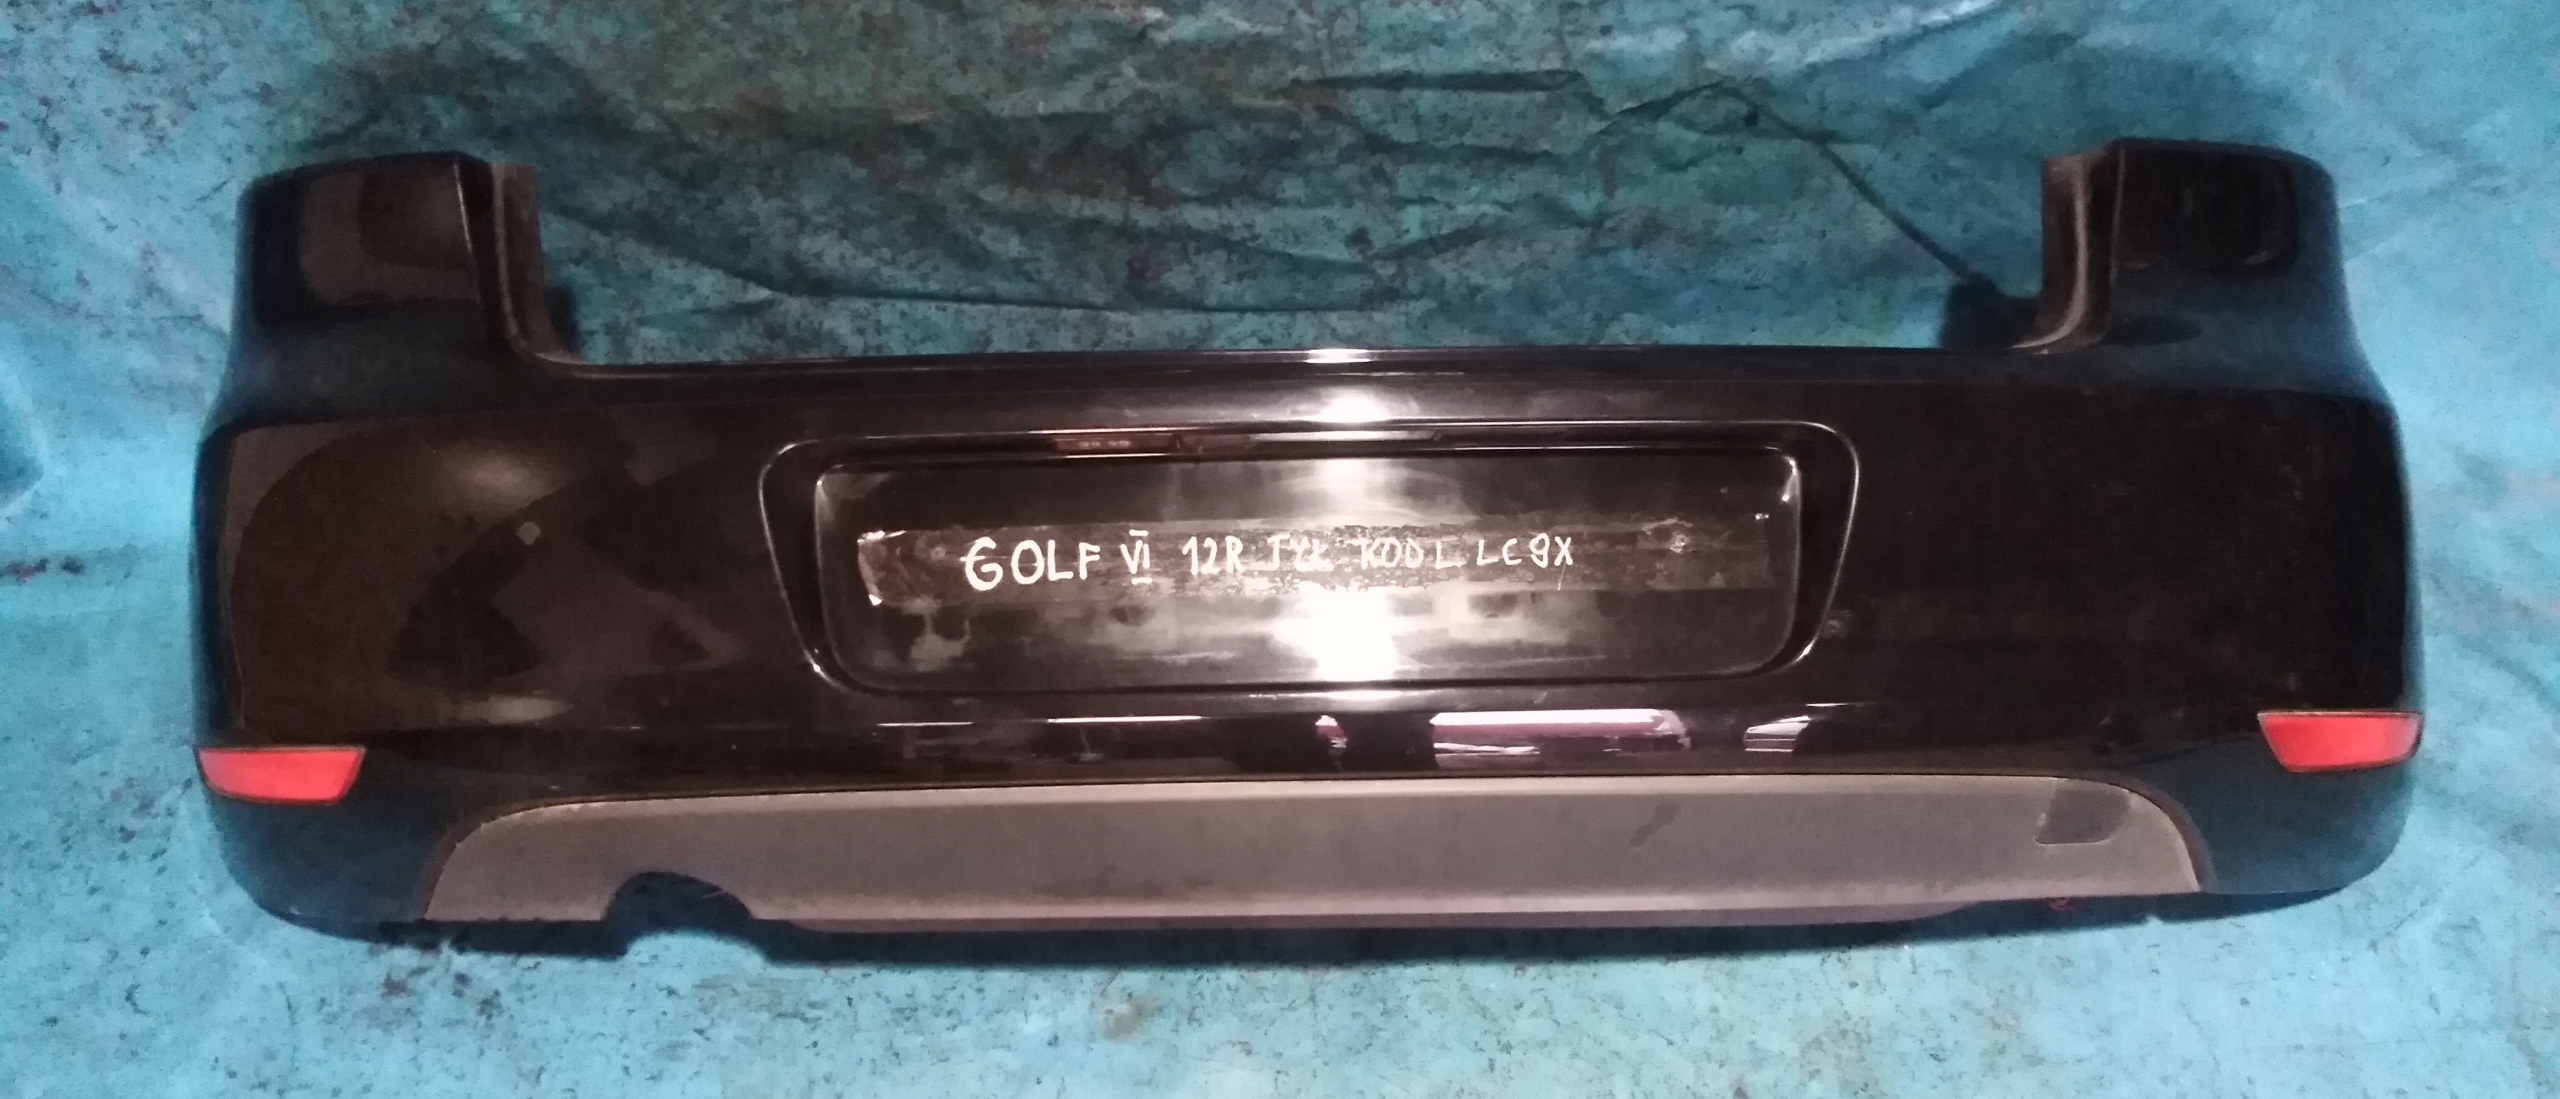 GOLF VI 12R TYŁ KOD L LC9X